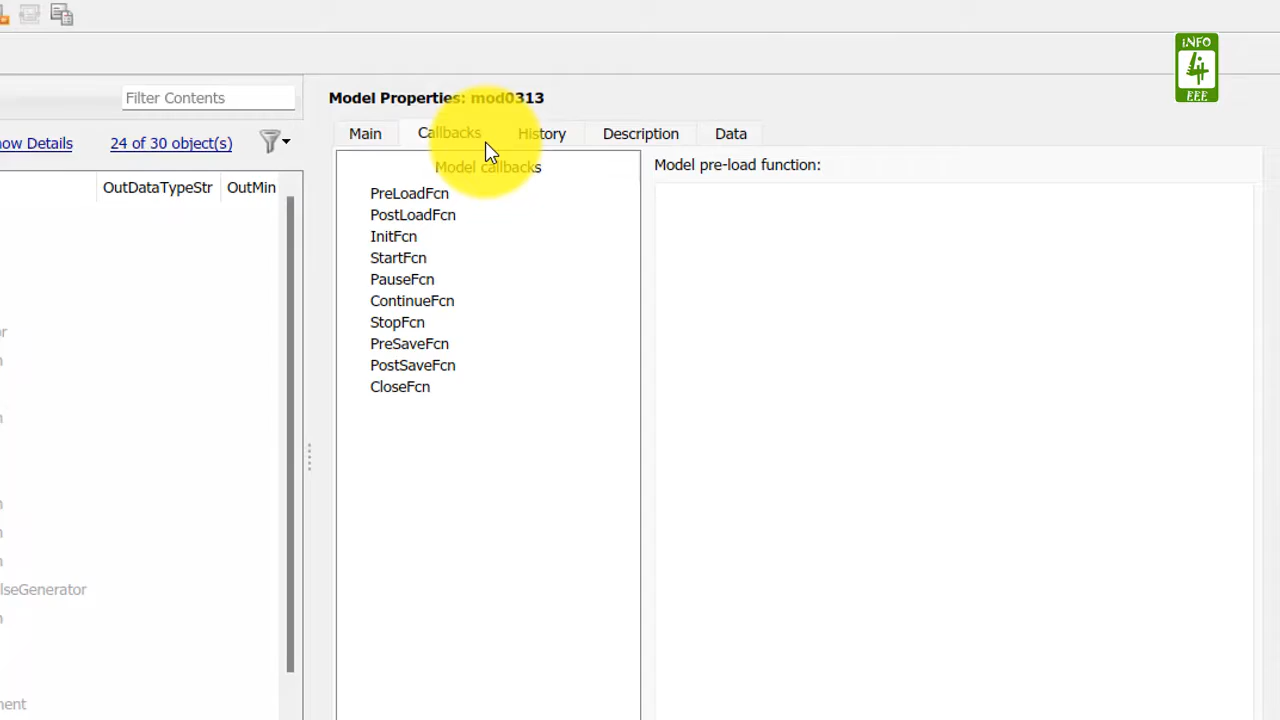 INFO
4
EEE
Filter Contents
ow Details
24 of 30 object(s)
OutDataTypeStr
OutMin
or
n
n
n
n
n
lseGenerator
n
ment
Model Properties: mod0313
Main
Callbacks
History
Description
Data
Model callbacks
PreLoadFcn
PostLoadFcn
InitFcn
StartFcn
PauseFcn
ContinueFcn
StopFcn
PreSaveFcn
PostSaveFcn
CloseFcn
Model pre-load function: